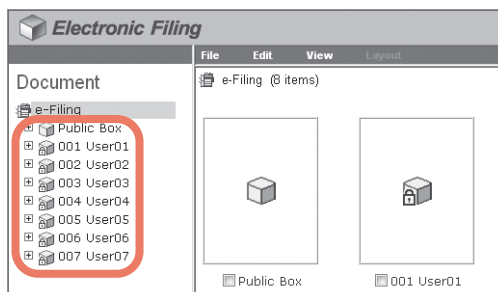 Electronic Filing
File Edit View Layout
Document
e-Filing
Public Box
001 User01
002 User02
003 User03
004 User04
005 User05
006 User06
007 User07
e-Filing (8 items)
Public Box
001 User01